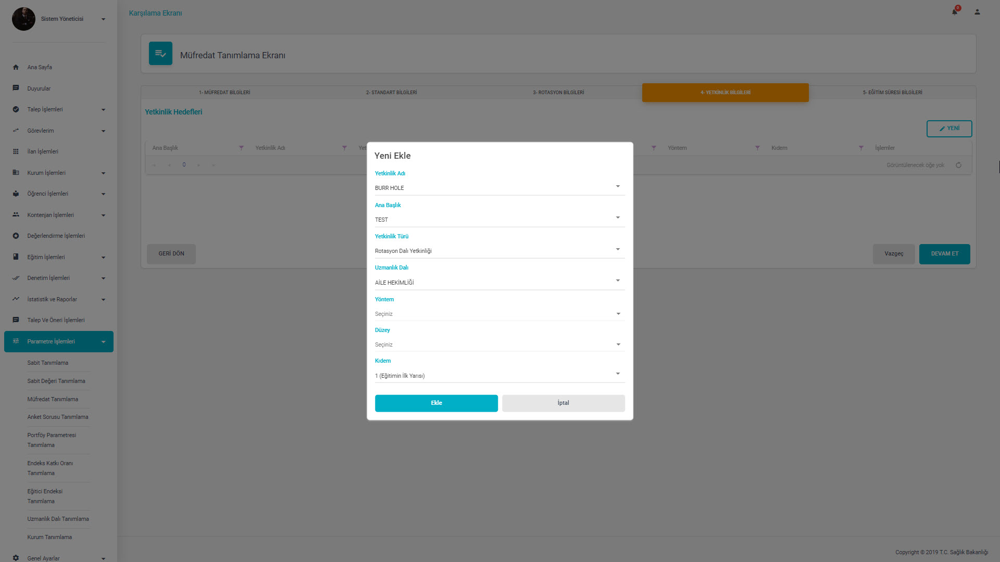 Sistem Yöneticisi
Karşılama Ekranı
0
Müfredat Tanımlama Ekranı
Ana Sayfa
Duyurular
Talep İşlemleri
Görevlerim
İlan İşlemleri
Kurum İşlemleri
Öğrenci İşlemleri
Kontenjan İşlemleri
Değerlendirme İşlemleri
Eğitim İşlemleri
Denetim İşlemleri
İstatistik ve Raporlar
Talep Ve Öneri İşlemleri
Parametre İşlemleri
Sabit Tanımlama
Sabit Değeri Tanımlama
Müfredat Tanımlama
Anket Sorusu Tanımlama
Portföy Parametresi
Tanımlama
Endeks Katkı Oranı
Tanımlama
Eğitici Endeksi
Tanımlama
Uzmanlık Dalı Tanımlama
Kurum Tanımlama
Genel Ayarlar
1- MÜFREDAT BİLGİLERİ
2- STANDART BİLGİLERİ
3- ROTASYON BİLGİLERİ
4- YETKİNLİK BİLGİLERİ
5- EĞİTİM SÜRESİ BİLGİLERİ
Yetkinlik Hedefleri
YENİ
Ana Başlık
Yetkinlik Adı
Yet
Yöntem
Kıdem
İşlemler
0
Görüntülenecek öğe yok
GERİ DÖN
Vazgeç
DEVAM ET
Yeni Ekle
Yetkinlik Adı
BURR HOLE
Ana Başlık
TEST
Yetkinlik Türü
Rotasyon Dalı Yetkinliği
Uzmanlık Dalı
AİLE HEKİMLİĞİ
Yöntem
Seçiniz
Düzey
Seçiniz
Kıdem
1 (Eğitimin İlk Yarısı)
Ekle
İptal
Copyright © 2019 T.C. Sağlık Bakanlığı